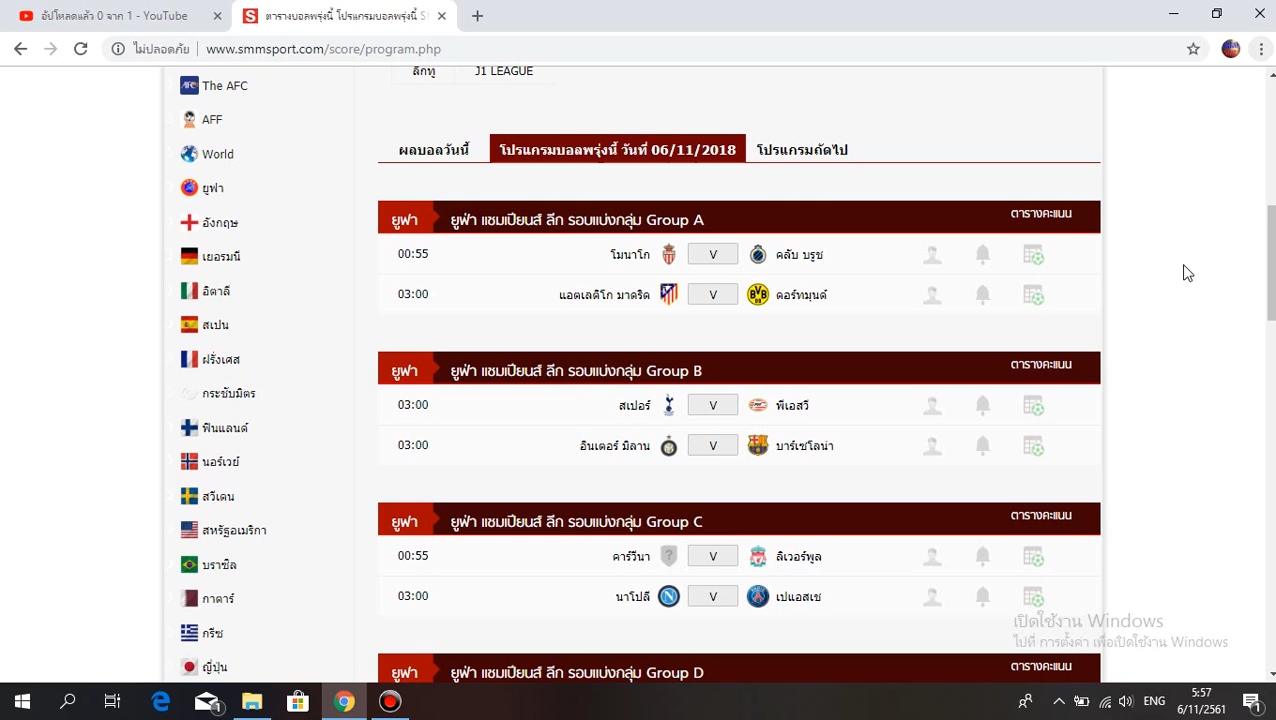 อัปโหลดแล้ว 0 จาก 1 - YouTube
ตารางบอลพรุ่งนี้ โปรแกรมบอลพรุ่งนี้
ไม่ปลอดภัย
www.smmsport.com/score/program.php
The AFC
AFF
World
ยูฟ่า
อังกฤษ
เยอรมนี
อิตาลี
สเปน
ฝรั่งเศส
กระชับมิตร
ฟินแลนด์
นอร์เวย์
สวีเดน
สหรัฐอเมริกา
บราซิล
กาตาร์
กรีซ
ญี่ปุ่น
ลีกทู J1 LEAGUE
ผลบอลวันนี้ โปรแกรมบอลพรุ่งนี้ วันที่ 06/11/2018 โปรแกรมถัดไป
ยูฟ่า ยูฟ่า แชมเปียนส์ ลีก รอบแบ่งกลุ่ม Group A ตารางคะแนน
00:55 โมนาโก V คลับ บรูช
03:00 แอตเลติโก มาดริด V ดอร์ทมุนด์
ยูฟ่า ยูฟ่า แชมเปียนส์ ลีก รอบแบ่งกลุ่ม Group B ตารางคะแนน
03:00 สเปอร์ V พีเอสวี
03:00 อินเตอร์ มิลาน V บาร์เซโลน่า
ยูฟ่า ยูฟ่า แชมเปียนส์ ลีก รอบแบ่งกลุ่ม Group C ตารางคะแนน
00:55 คาร์วีนา V ลิเวอร์พูล
03:00 นาโปลี V เปแอสเช
ยูฟ่า ยูฟ่า แชมเปียนส์ ลีก รอบแบ่งกลุ่ม Group D ตารางคะแนน
เปิดใช้งาน Windows
ไปที่ การตั้งค่า เพื่อเปิดใช้งาน Windows
ENG
5:57
6/11/2561